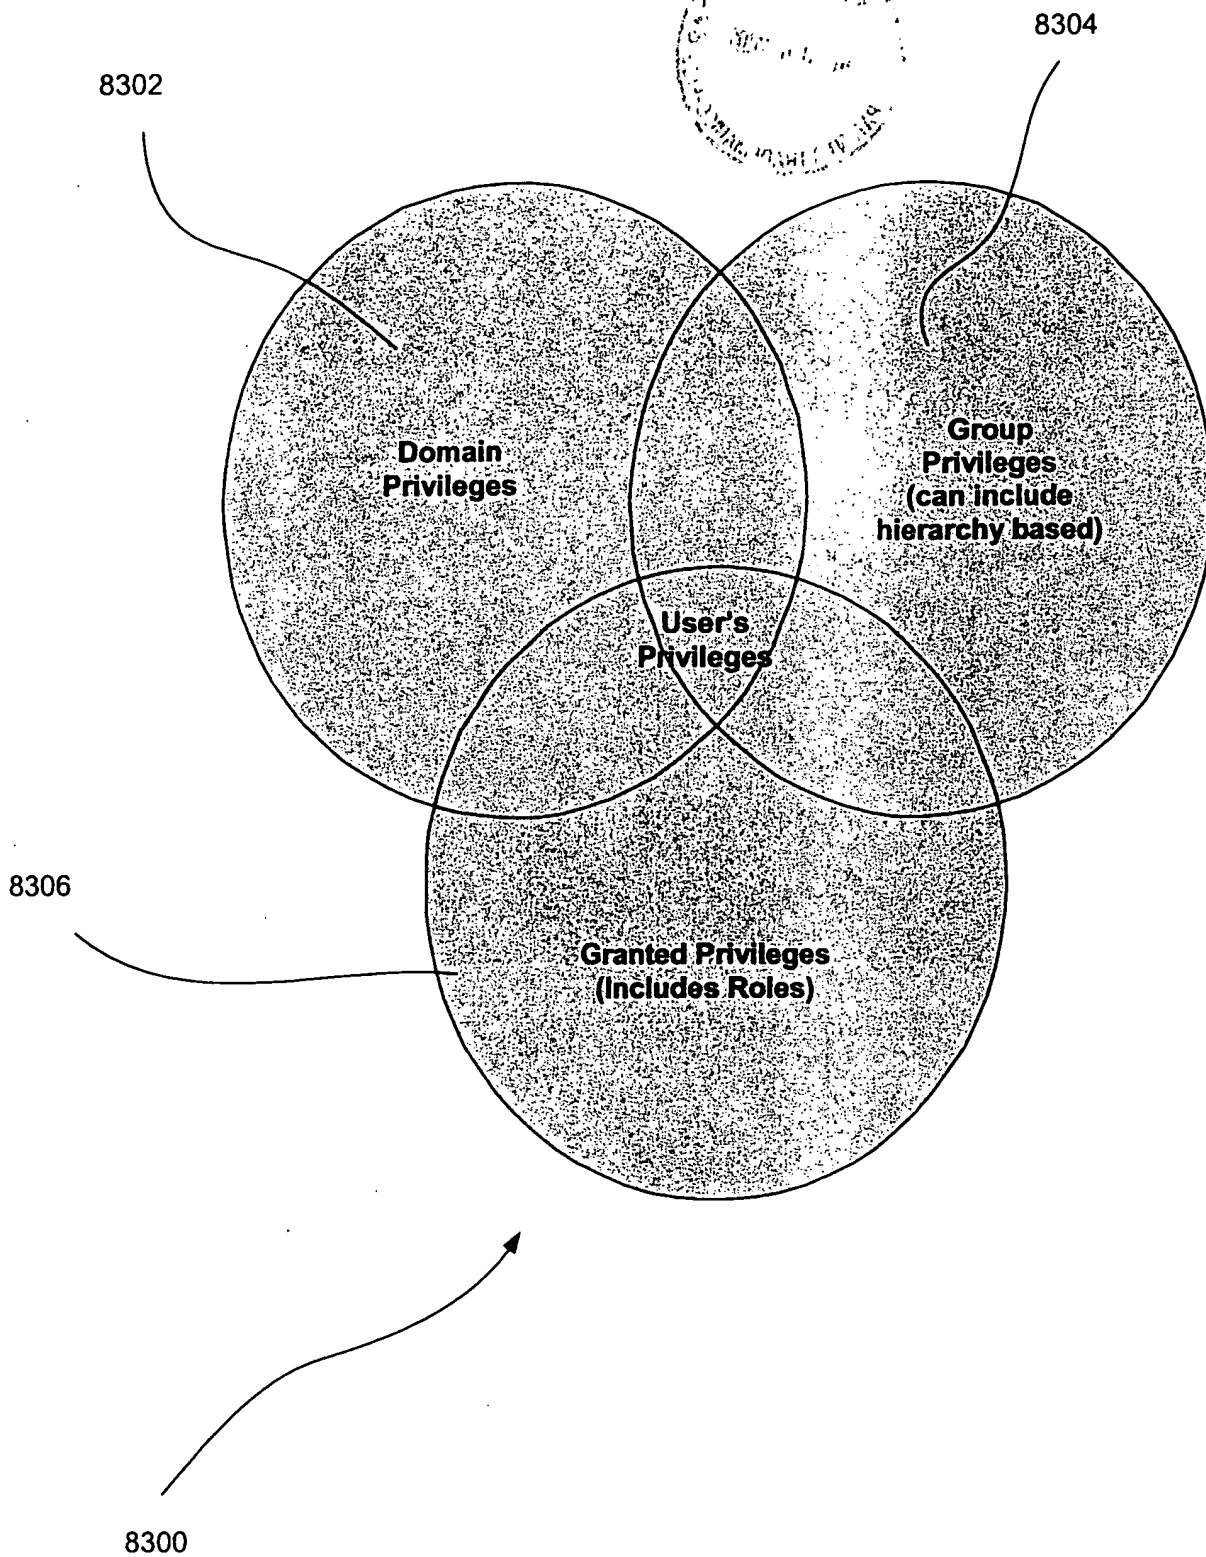 8304
8302
Domain
Privileges
Group
Privileges
(can include
hierarchy based)
User's
Privileges
8306
Granted Privileges
(Includes Roles)
8300